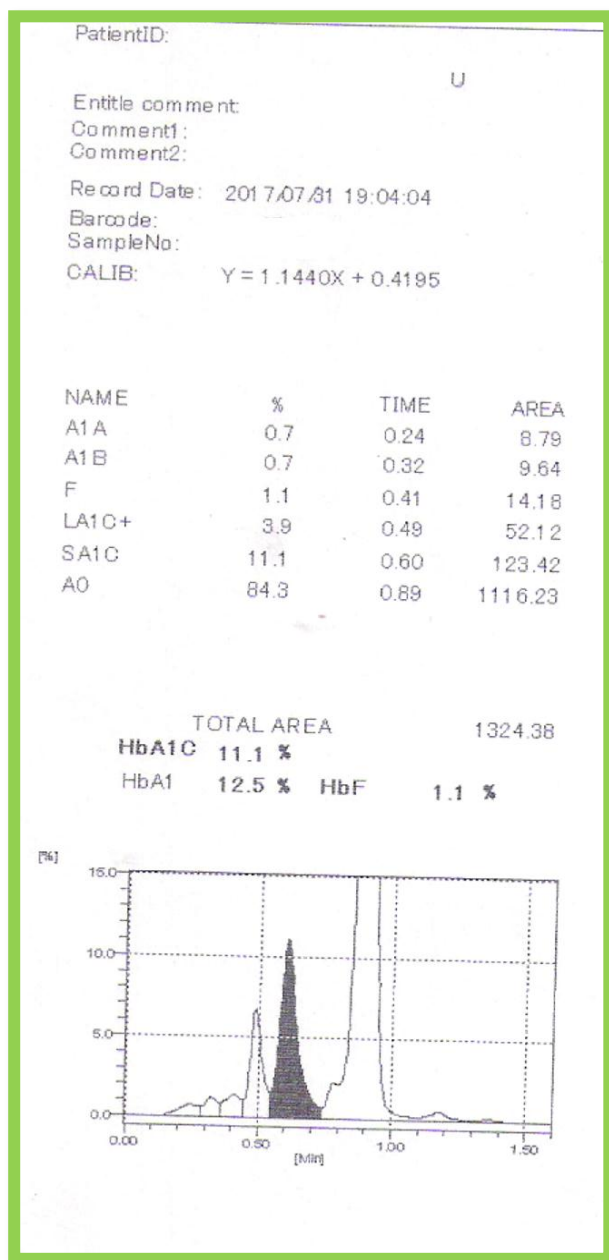 PatientID:
U
Entitle comment:
Comment1:
Comment2:
Record Date: 2017/07/31 19:04:04
Barcode:
SampleNo:
CALIB: Y = 1.1440X + 0.4195
NAME % TIME AREA
A1A 0.7 0.24 8.79
A1B 0.7 0.32 9.64
F 1.1 0.41 14.18
LA1C+ 3.9 0.49 52.12
SA1C 11.1 0.60 123.42
A0 84.3 0.89 1116.23
TOTAL AREA 1324.38
HbA1C 11.1 %
HbA1 12.5 % HbF 1.1 %
[%]
15.0
10.0
5.0
0.0
0.00 0.50 1.00 1.50
[Min]